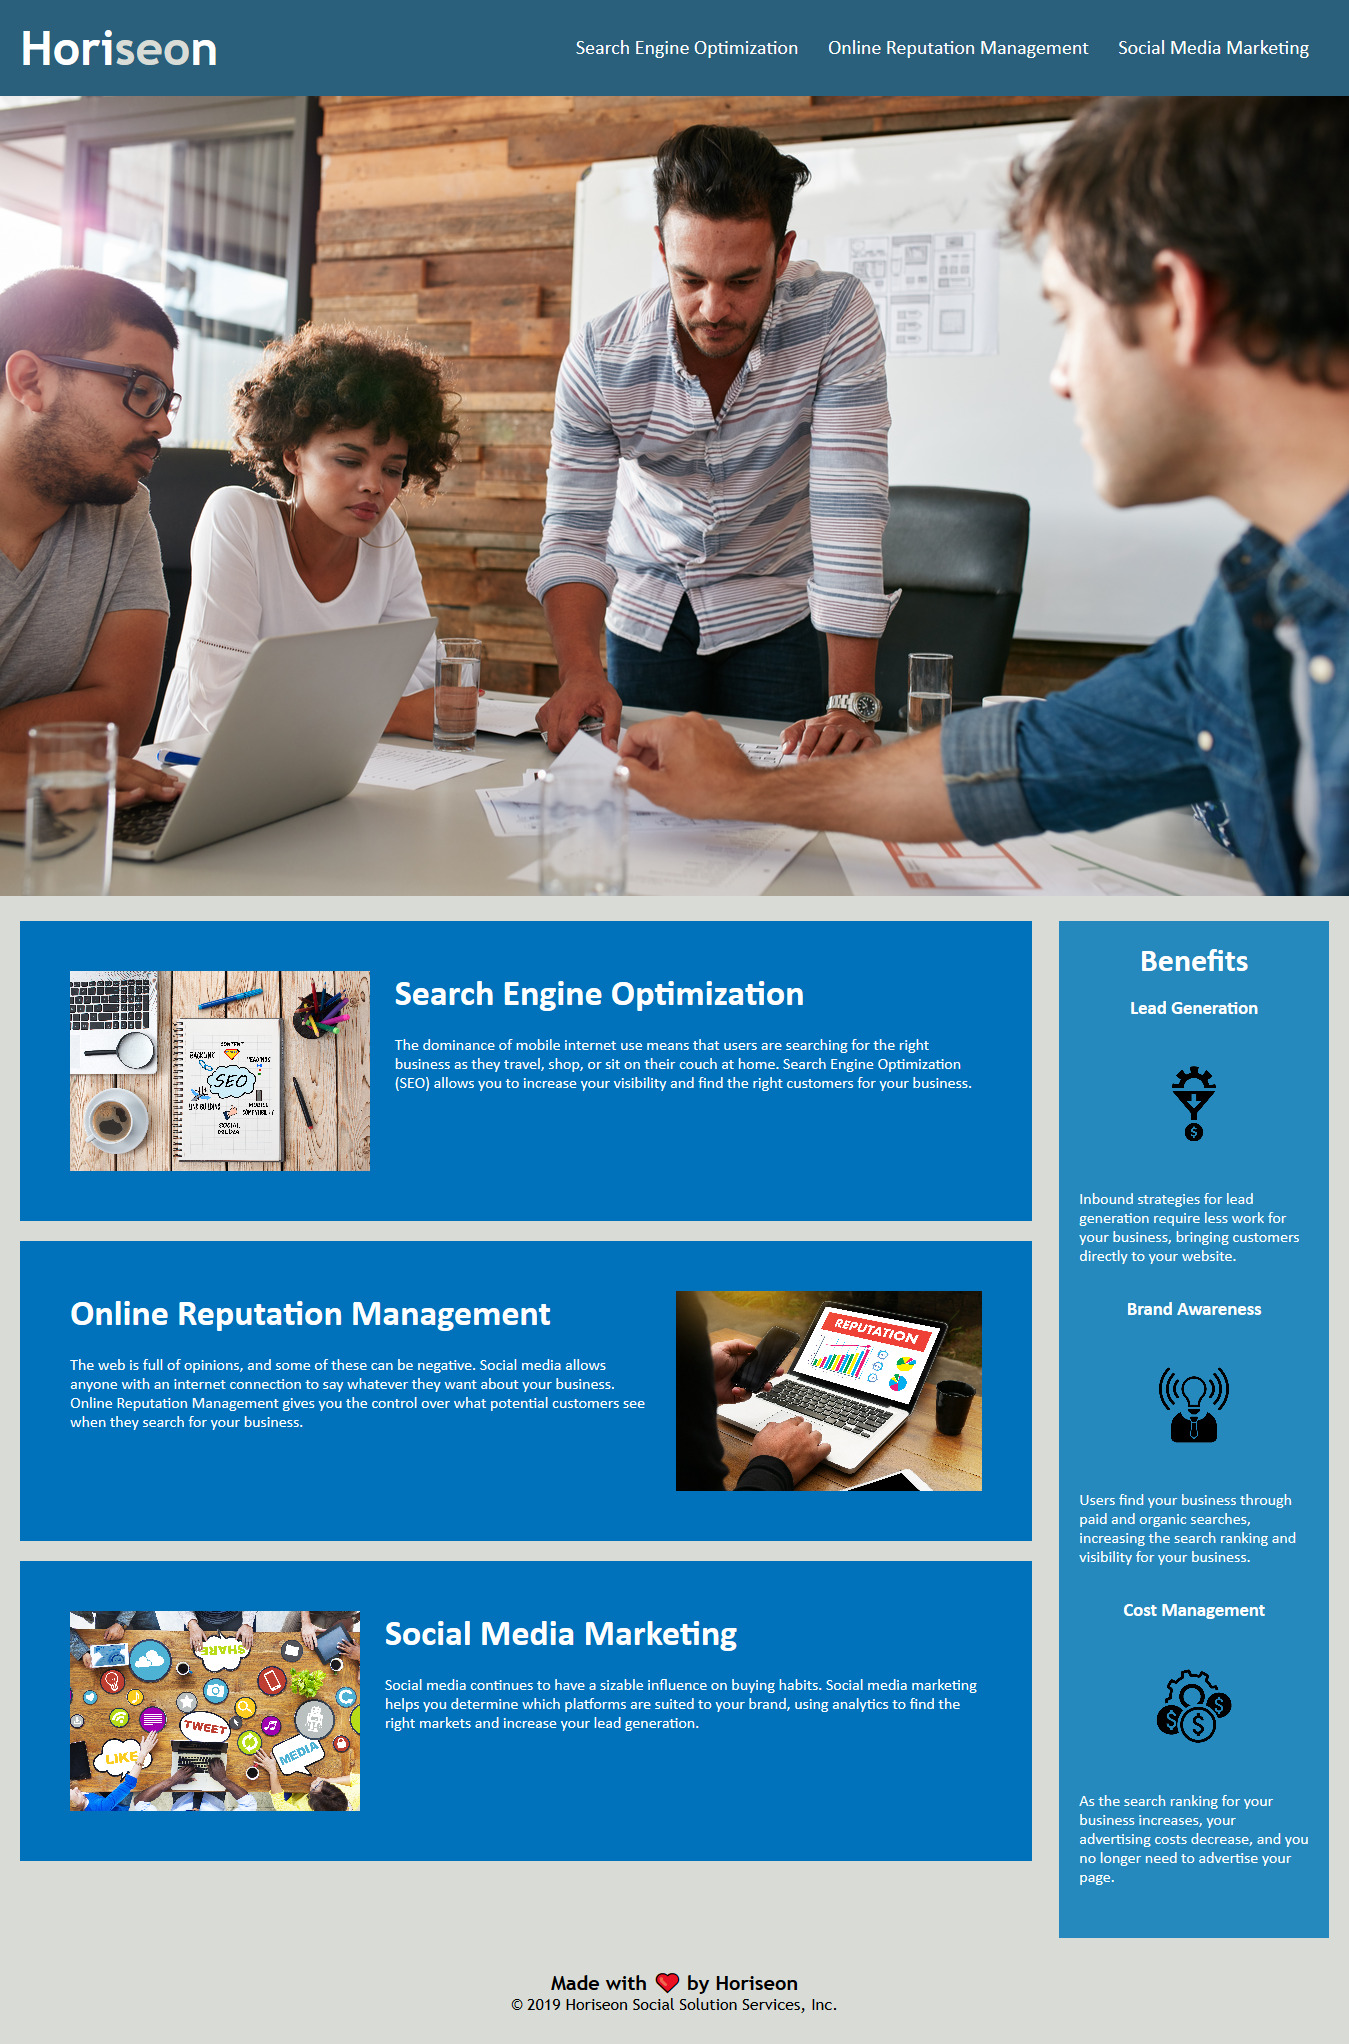 Horiseon
Search Engine Optimization
Online Reputation Management
Social Media Marketing
CONTENT
SEO
SOCIAL
MEDIA
Search Engine Optimization
The dominance of mobile internet use means that users are searching for the right
business as they travel, shop, or sit on their couch at home. Search Engine Optimization
(SEO) allows you to increase your visibility and find the right customers for your business.
Online Reputation Management
The web is full of opinions, and some of these can be negative. Social media allows
anyone with an internet connection to say whatever they want about your business.
Online Reputation Management gives you the control over what potential customers see
when they search for your business.
REPUTATION
SHARE
TWEET
LIKE
MEDIA
Social Media Marketing
Social media continues to have a sizable influence on buying habits. Social media marketing
helps you determine which platforms are suited to your brand, using analytics to find the
right markets and increase your lead generation.
Benefits
Lead Generation
$
Inbound strategies for lead
generation require less work for
your business, bringing customers
directly to your website.
Brand Awareness
Users find your business through
paid and organic searches,
increasing the search ranking and
visibility for your business.
Cost Management
$ $ $
As the search ranking for your
business increases, your
advertising costs decrease, and you
no longer need to advertise your
page.
Made with ❤️ by Horiseon
© 2019 Horiseon Social Solution Services, Inc.